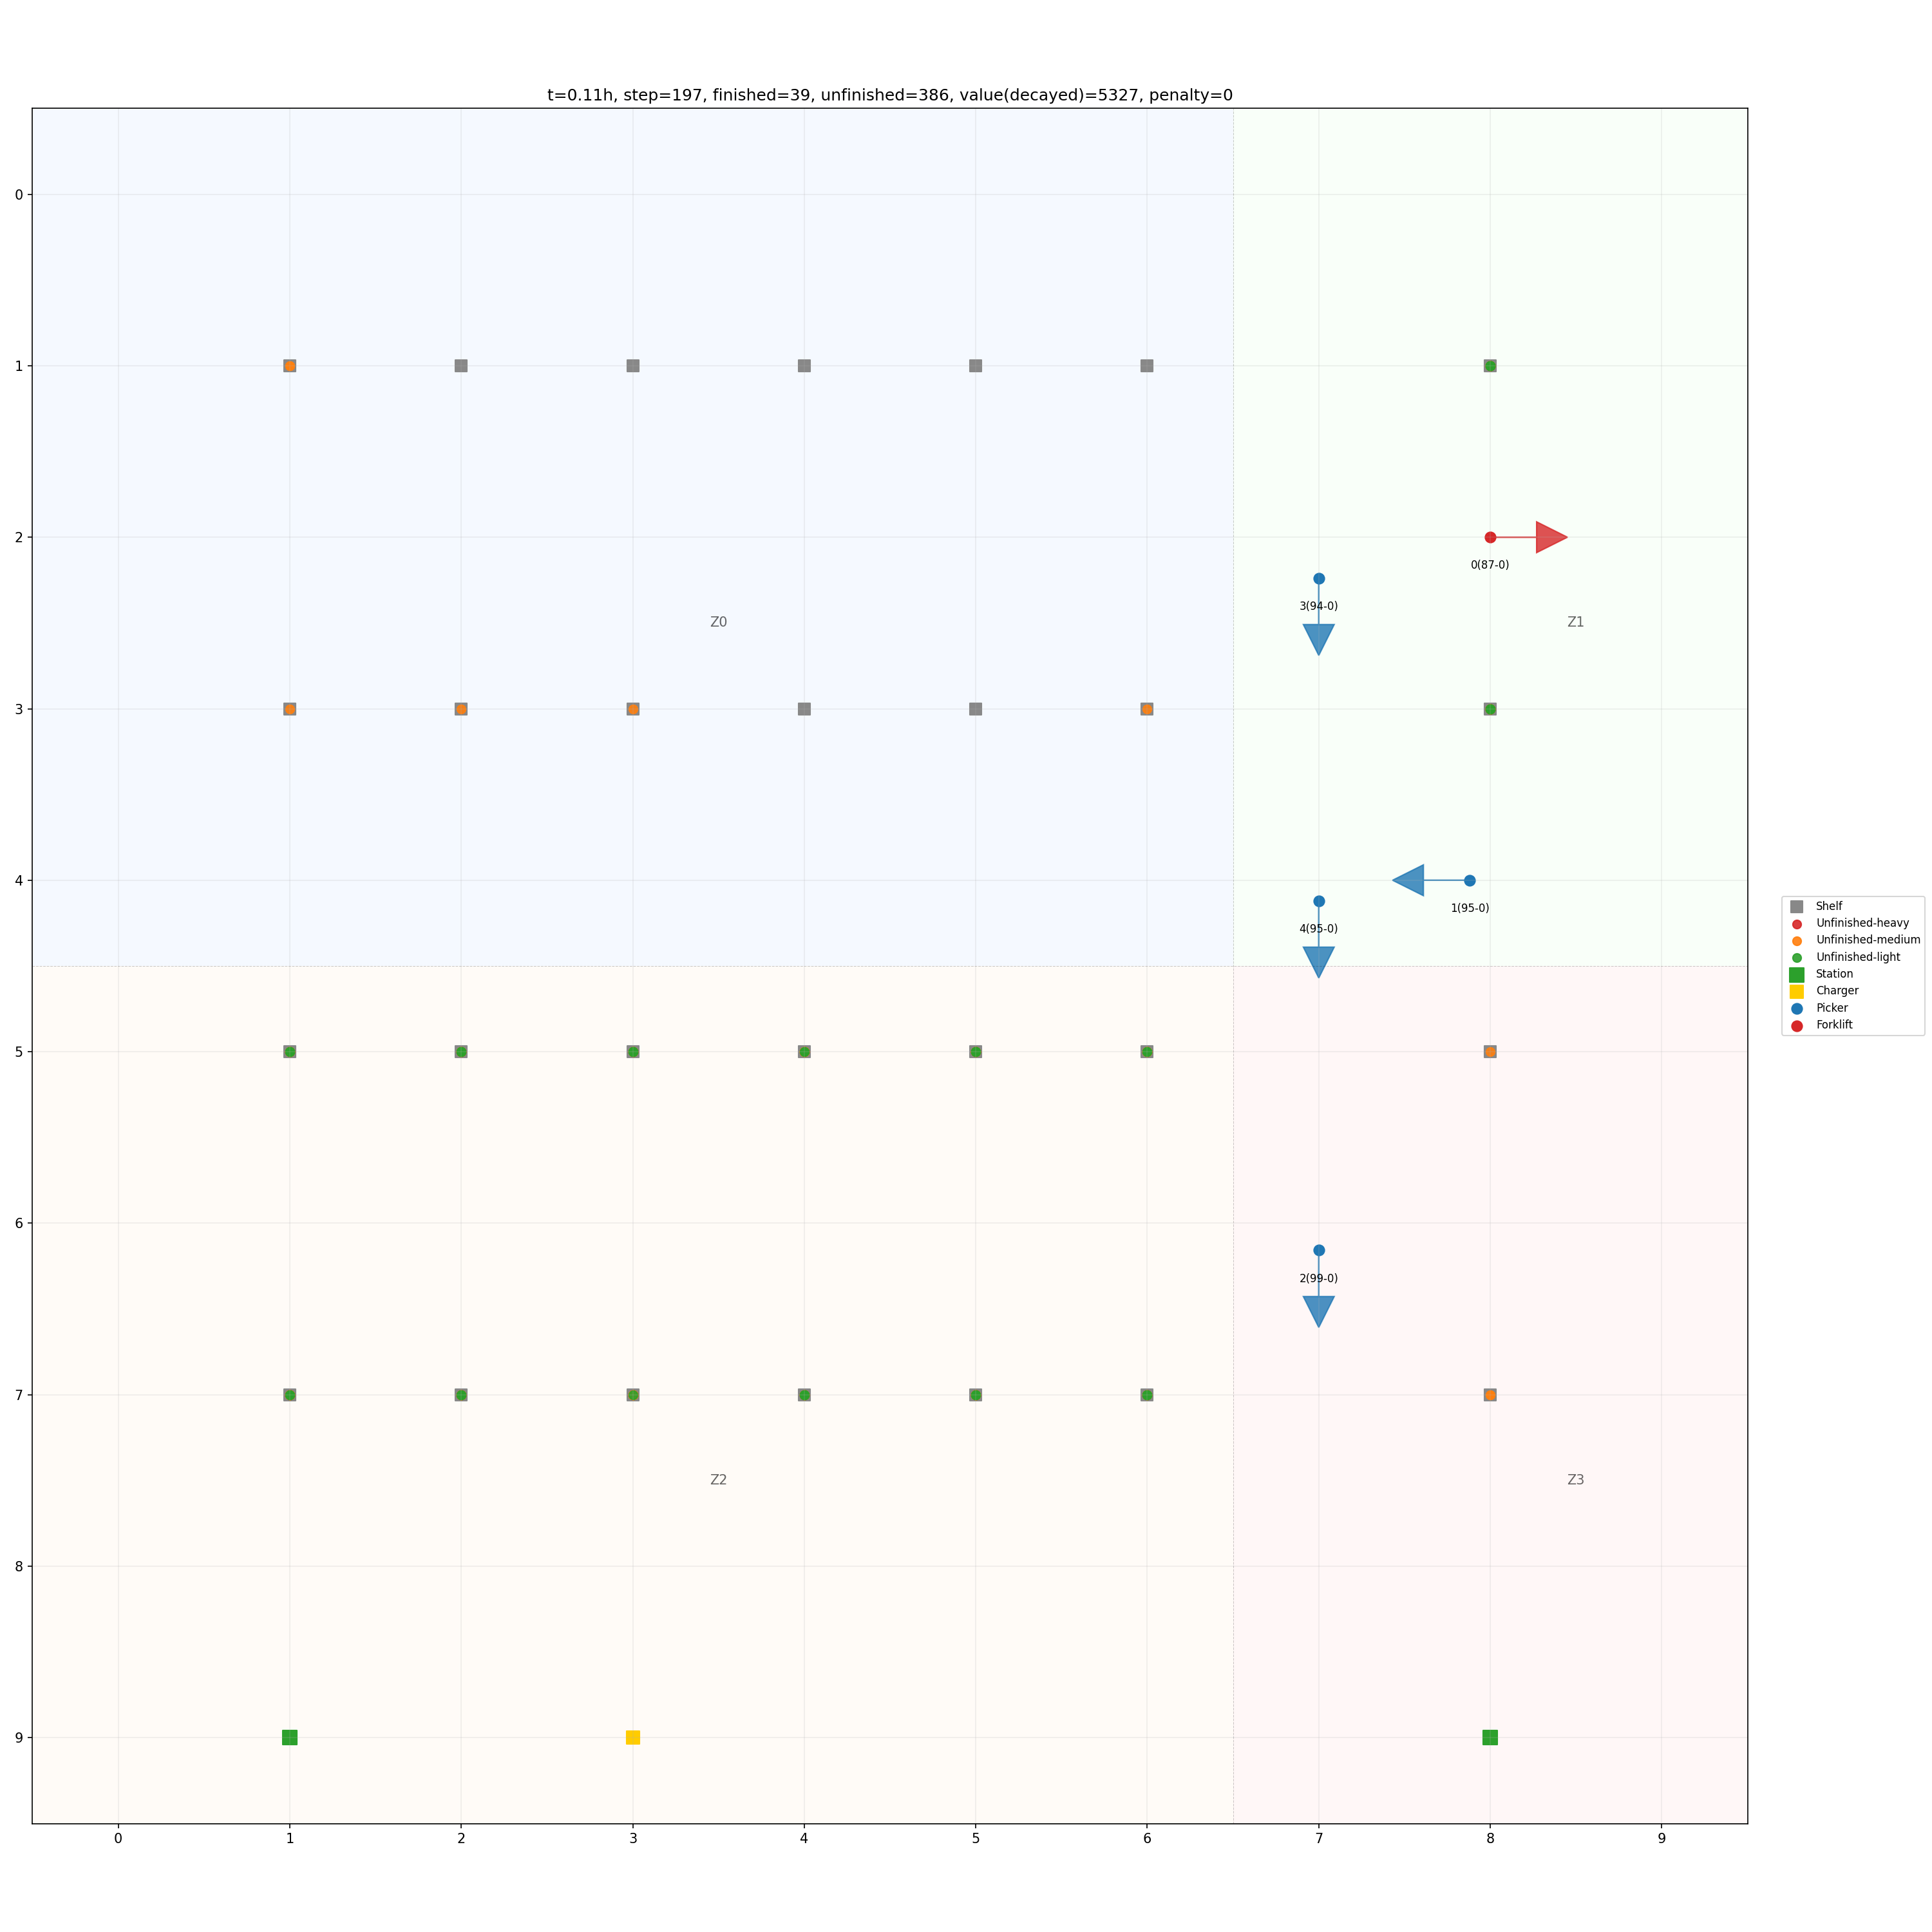 t=0.11h, step=197, finished=39, unfinished=386, value(decayed)=5327, penalty=0
0
1
2
0(87-0)
3(94-0)
Z0
Z1
3
4
1(95-0)
4(95-0)
Shelf
Unfinished-heavy
Unfinished-medium
Unfinished-light
Station
Charger
Picker
Forklift
5
6
2(99-0)
7
Z2
Z3
8
9
0 1 2 3 4 5 6 7 8 9